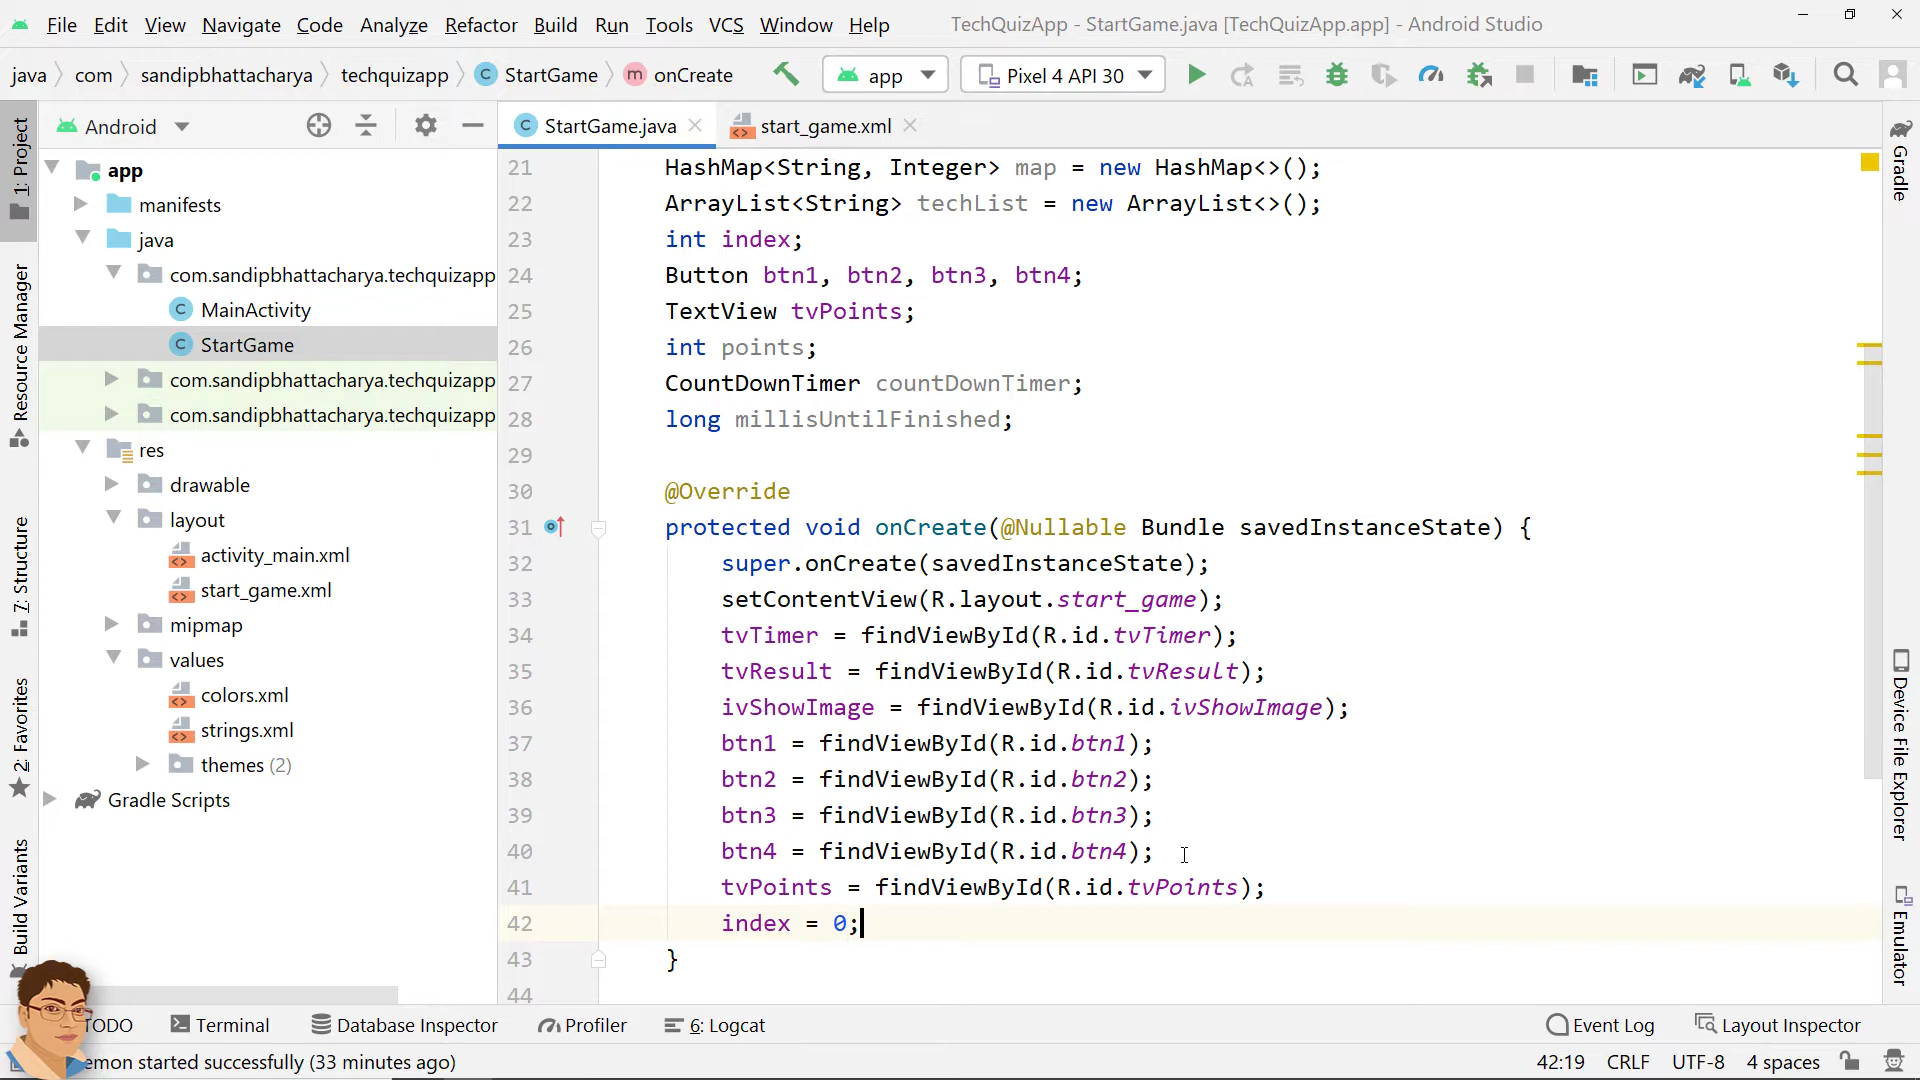 File Edit View Navigate Code Analyze Refactor Build Run Tools VCS Window Help TechQuizApp - StartGame.java [TechQuizApp.app] - Android Studio
java com sandipbhattacharya techquizapp C StartGame m onCreate app Pixel 4 API 30
Android
C StartGame.java start_game.xml
1: Project
Resource Manager
7: Structure
2: Favorites
Build Variants
app
manifests
java
com.sandipbhattacharya.techquizapp
C MainActivity
C StartGame
com.sandipbhattacharya.techquizapp
com.sandipbhattacharya.techquizapp
res
drawable
layout
activity_main.xml
start_game.xml
mipmap
values
colors.xml
strings.xml
themes (2)
Gradle Scripts
21 HashMap<String, Integer> map = new HashMap<>();
22 ArrayList<String> techList = new ArrayList<>();
23 int index;
24 Button btn1, btn2, btn3, btn4;
25 TextView tvPoints;
26 int points;
27 CountDownTimer countDownTimer;
28 long millisUntilFinished;
29
30 @Override
31 protected void onCreate(@Nullable Bundle savedInstanceState) {
32 super.onCreate(savedInstanceState);
33 setContentView(R.layout.start_game);
34 tvTimer = findViewById(R.id.tvTimer);
35 tvResult = findViewById(R.id.tvResult);
36 ivShowImage = findViewById(R.id.ivShowImage);
37 btn1 = findViewById(R.id.btn1);
38 btn2 = findViewById(R.id.btn2);
39 btn3 = findViewById(R.id.btn3);
40 btn4 = findViewById(R.id.btn4);
41 tvPoints = findViewById(R.id.tvPoints);
42 index = 0;
43 }
44
Gradle
Device File Explorer
Emulator
TODO Terminal Database Inspector Profiler 6: Logcat Event Log Layout Inspector
emon started successfully (33 minutes ago) 42:19 CRLF UTF-8 4 spaces